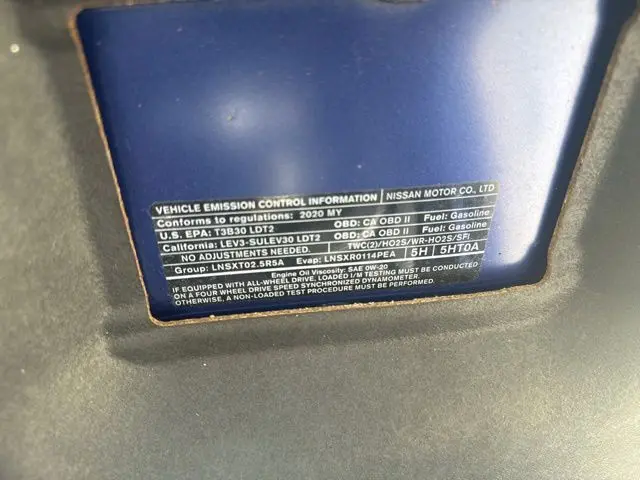 VEHICLE EMISSION CONTROL INFORMATION NISSAN MOTOR CO., LTD
Conforms to regulations: 2020 MY
U.S. EPA: T3B30 LDT2 OBD: CA OBD II Fuel: Gasoline
California: LEV3-SULEV30 LDT2 OBD: CA OBD II Fuel: Gasoline
NO ADJUSTMENTS NEEDED. TWC(2)/HO2S/WR-HO2S/SFI
Group: LNSXT02.5R5A Evap: LNSXR0114PEA 5H 5HT0A
Engine Oil Viscosity: SAE 0W-20
IF EQUIPPED WITH ALL-WHEEL DRIVE, LOADED I/M TESTING MUST BE PERFORMED
ON A FOUR WHEEL DRIVE SPEED SYNCHRONIZED DYNAMOMETER.
ALTERNATIVELY, A NON-LOADED TEST PROCEDURE MUST BE PERFORMED.